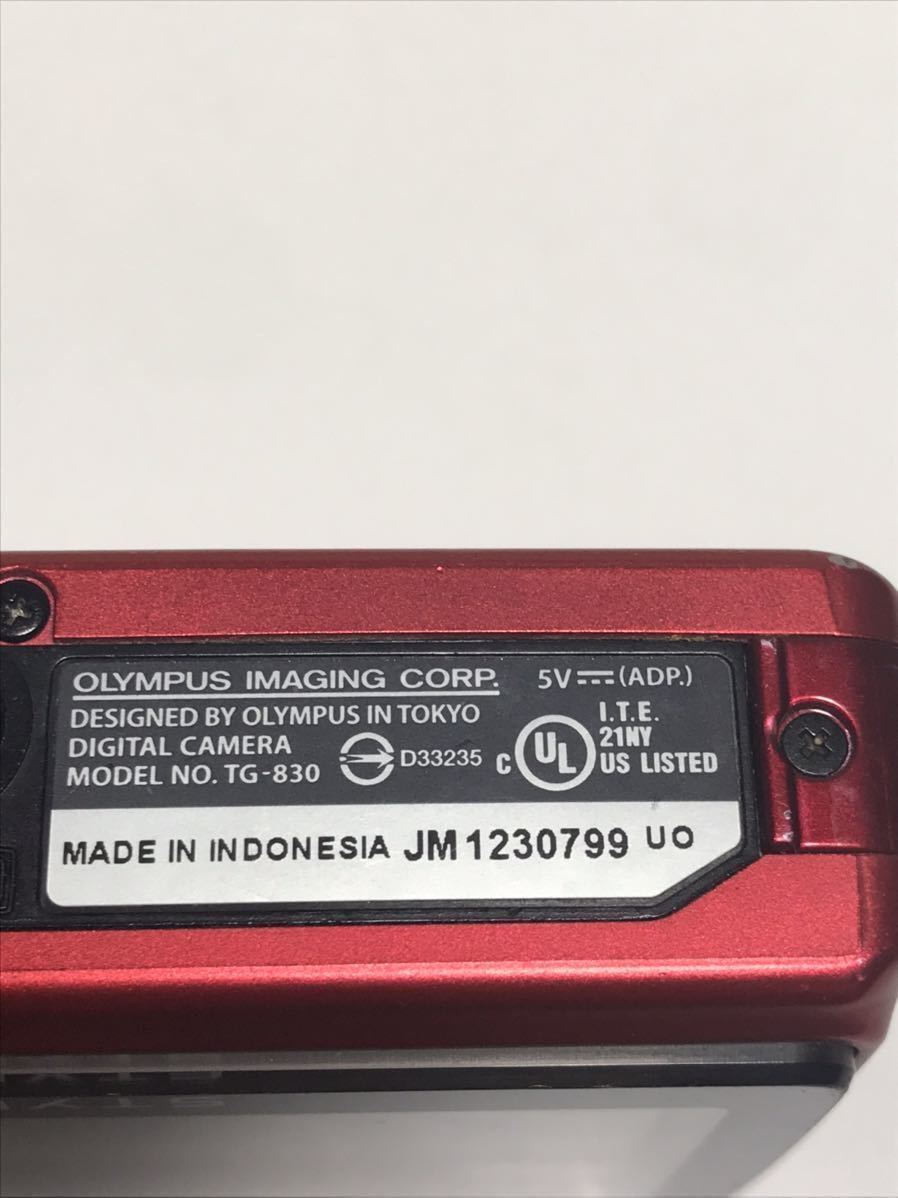 OLYMPUS IMAGING CORP. 5V (ADP.)
DESIGNED BY OLYMPUS IN TOKYO
DIGITAL CAMERA
MODEL NO. TG-830
D33235
C UL US LISTED
I.T.E.
21NY
MADE IN INDONESIA JM1230799 UO